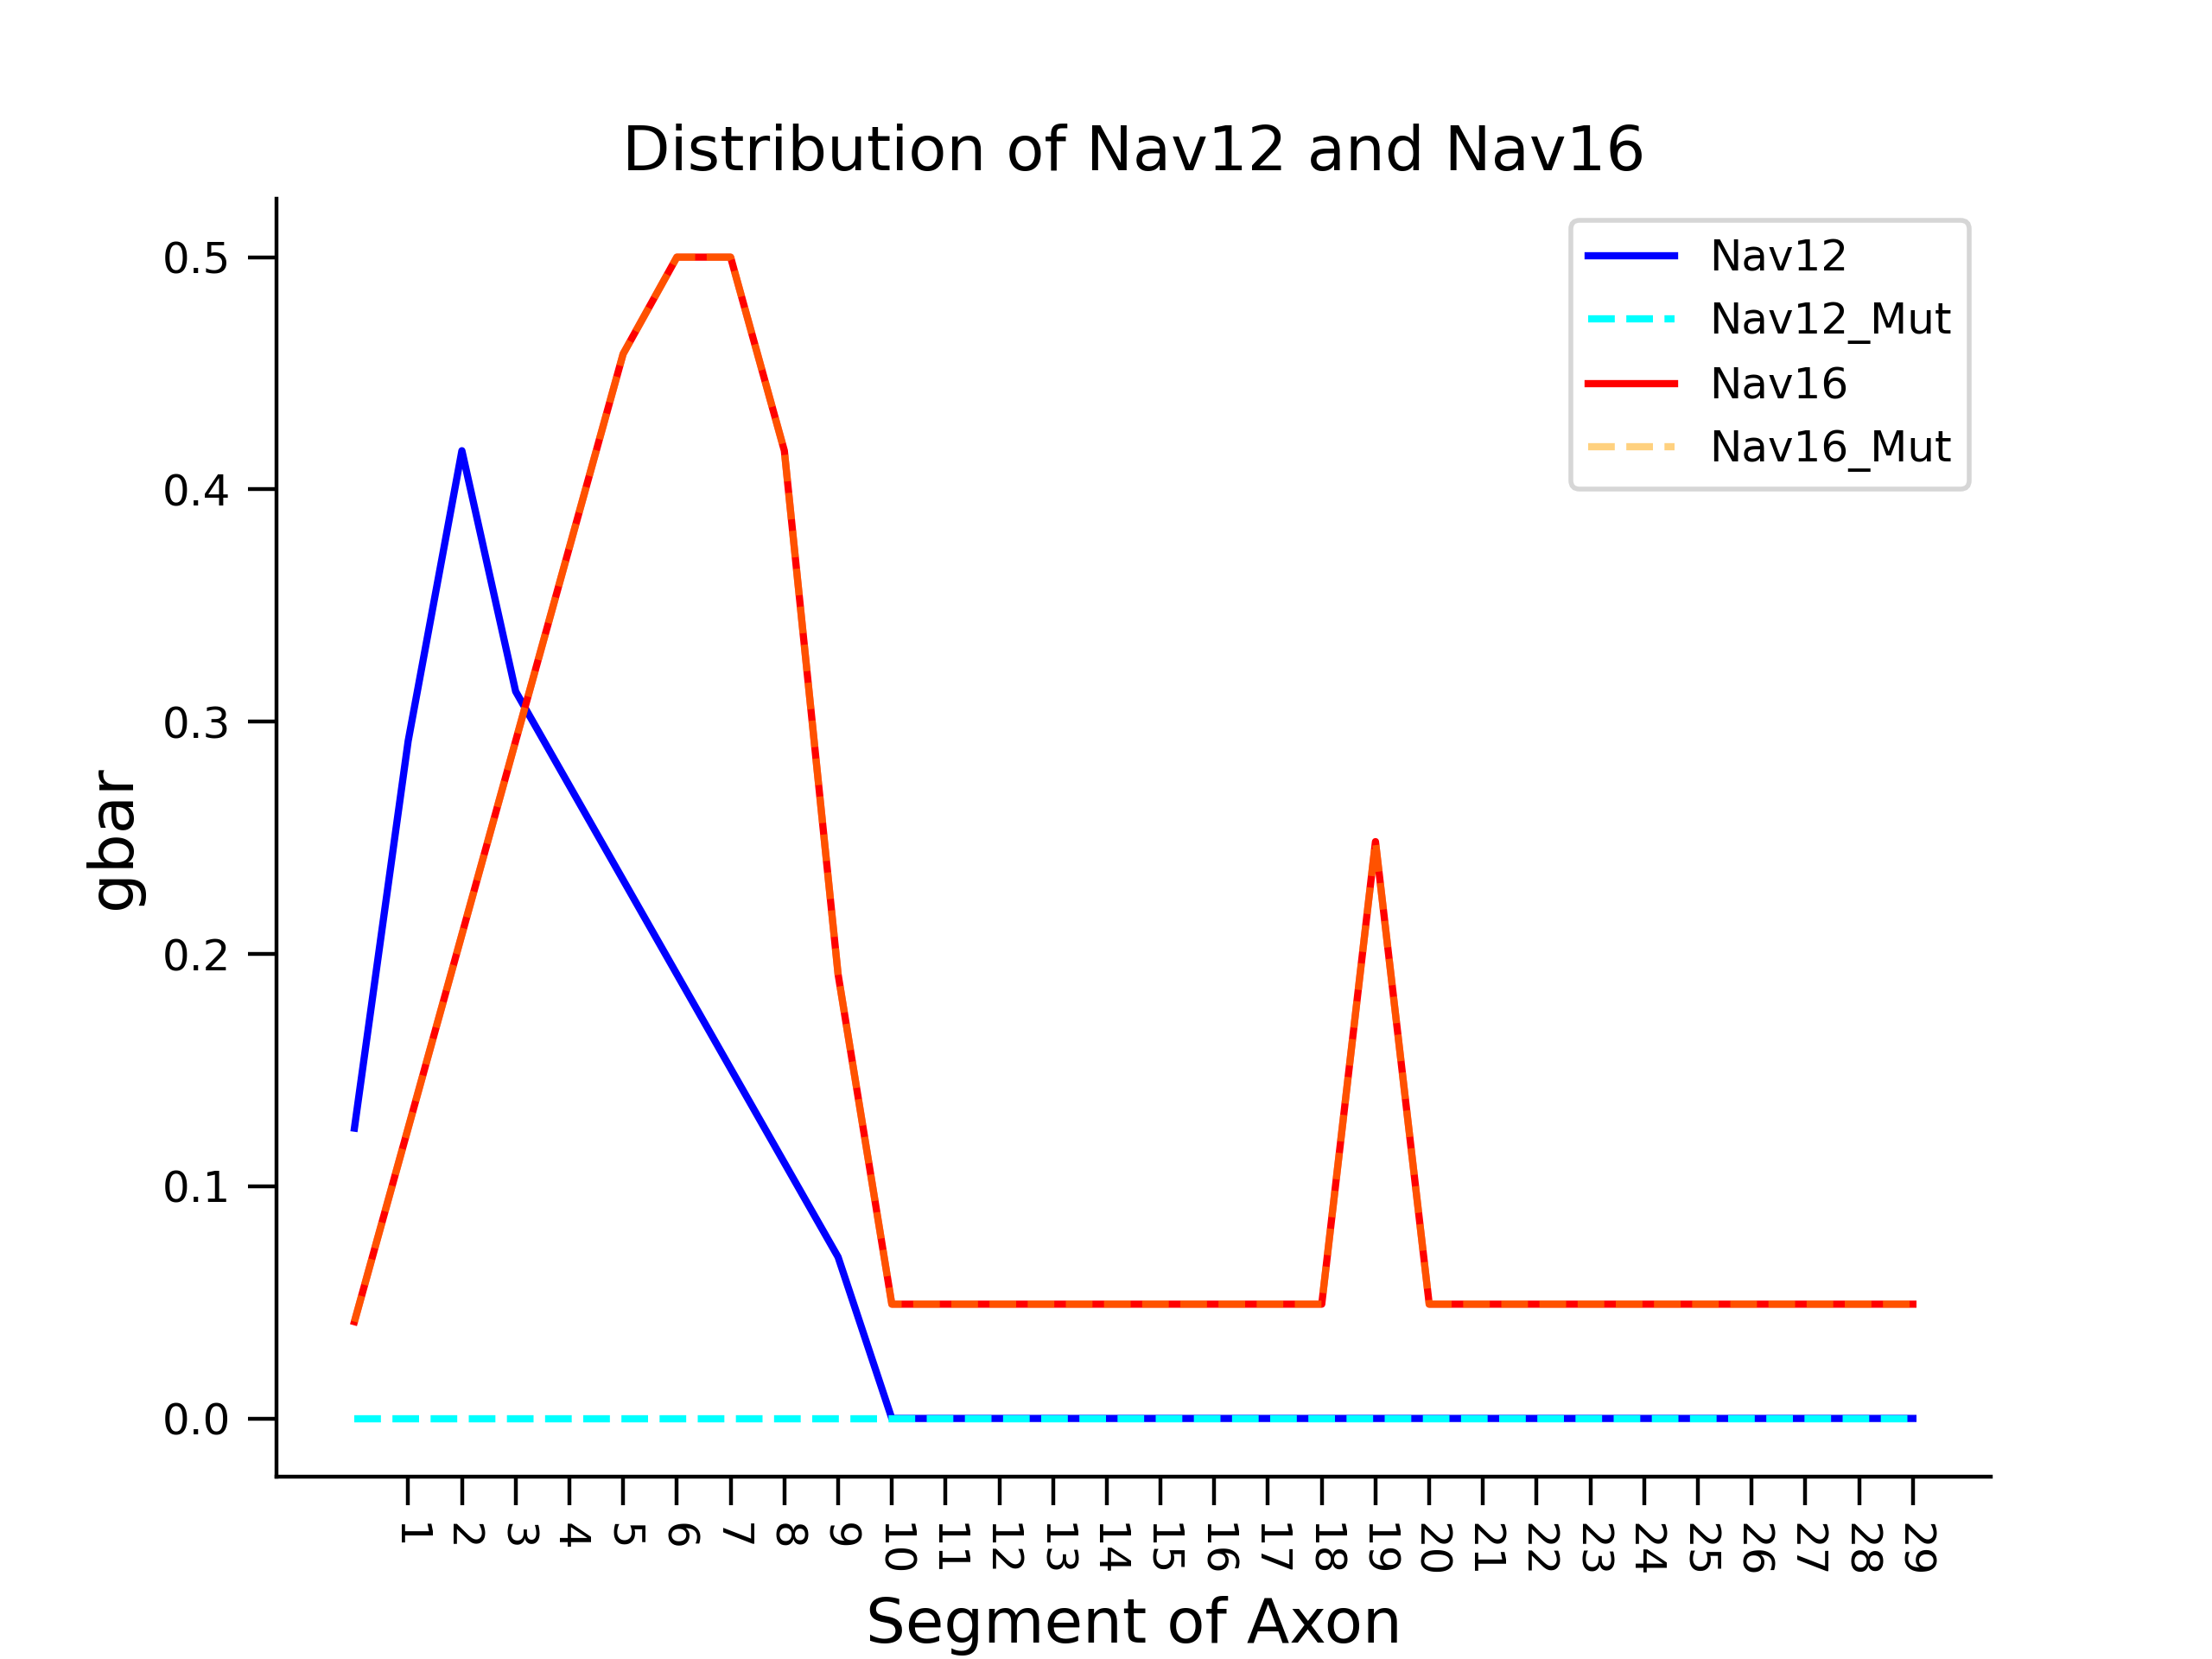 Distribution of Nav12 and Nav16
Nav12
Nav12_Mut
Nav16
Nav16_Mut
0.5
0.4
0.3
0.2
0.1
0.0
gbar
1 2 3 4 5 6 7 8 9 10 11 12 13 14 15 16 17 18 19 20 21 22 23 24 25 26 27 28 29
Segment of Axon